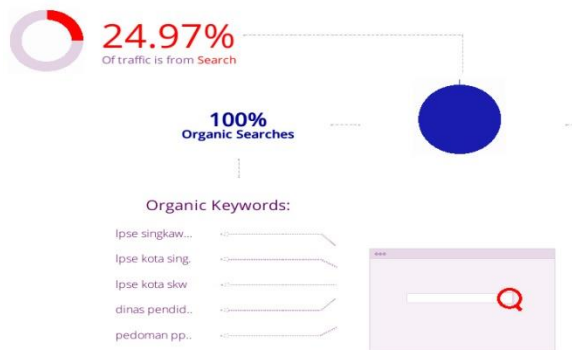 24.97%
Of traffic is from Search
100%
Organic Searches
Organic Keywords:
lpse singkaw...
lpse kota sing.
lpse kota skw
dinas pendid..
pedoman pp..